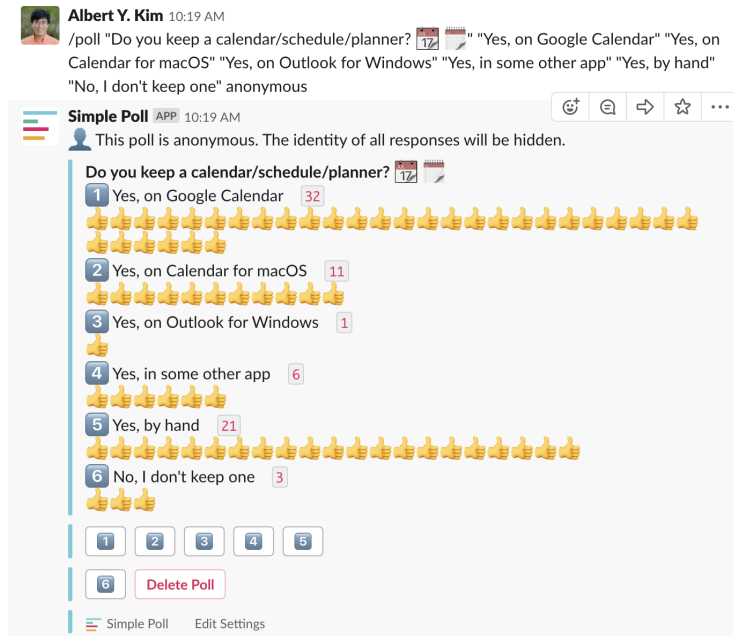 Albert Y. Kim 10:19 AM
/poll "Do you keep a calendar/schedule/planner? 📅 🗓️" "Yes, on Google Calendar" "Yes, on
Calendar for macOS" "Yes, on Outlook for Windows" "Yes, in some other app" "Yes, by hand"
"No, I don't keep one" anonymous
Simple Poll APP 10:19 AM
This poll is anonymous. The identity of all responses will be hidden.
Do you keep a calendar/schedule/planner? 📅 🗓️
1 Yes, on Google Calendar 32
2 Yes, on Calendar for macOS 11
3 Yes, on Outlook for Windows 1
4 Yes, in some other app 6
5 Yes, by hand 21
6 No, I don't keep one 3
1 2 3 4 5
6 Delete Poll
Simple Poll Edit Settings